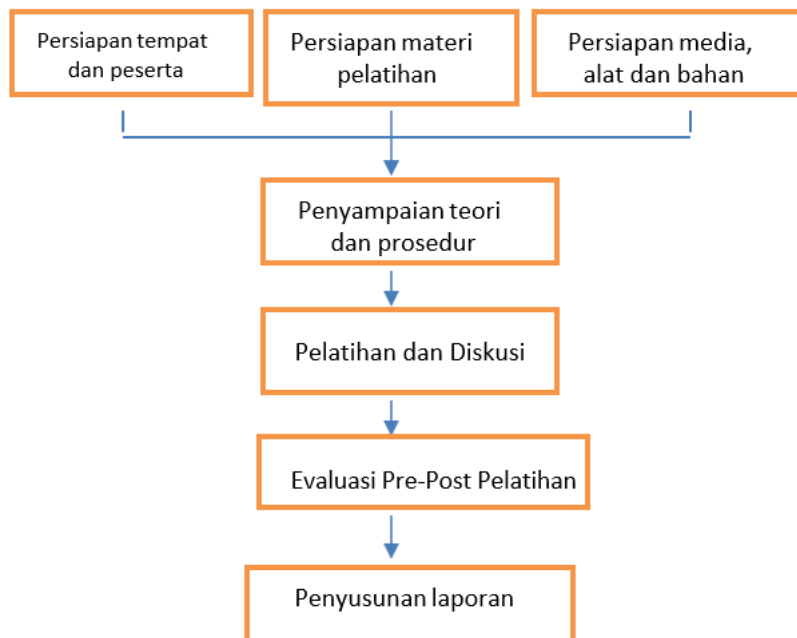 Persiapan tempat
dan peserta
Persiapan materi
pelatihan
Persiapan media,
alat dan bahan
Penyampaian teori
dan prosedur
Pelatihan dan Diskusi
Evaluasi Pre-Post Pelatihan
Penyusunan laporan